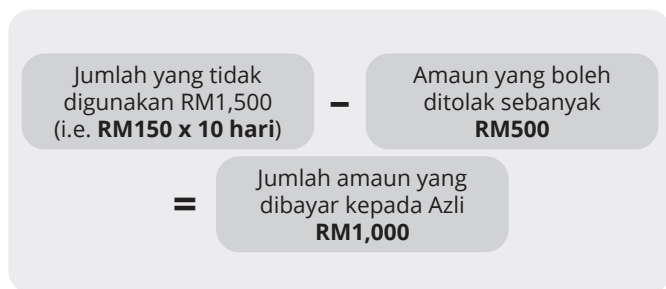 Jumlah yang tidak
digunakan RM1,500
(i.e. RM150 x 10 hari)
–
Amaun yang boleh
ditolak sebanyak
RM500
=
Jumlah amaun yang
dibayar kepada Azli
RM1,000